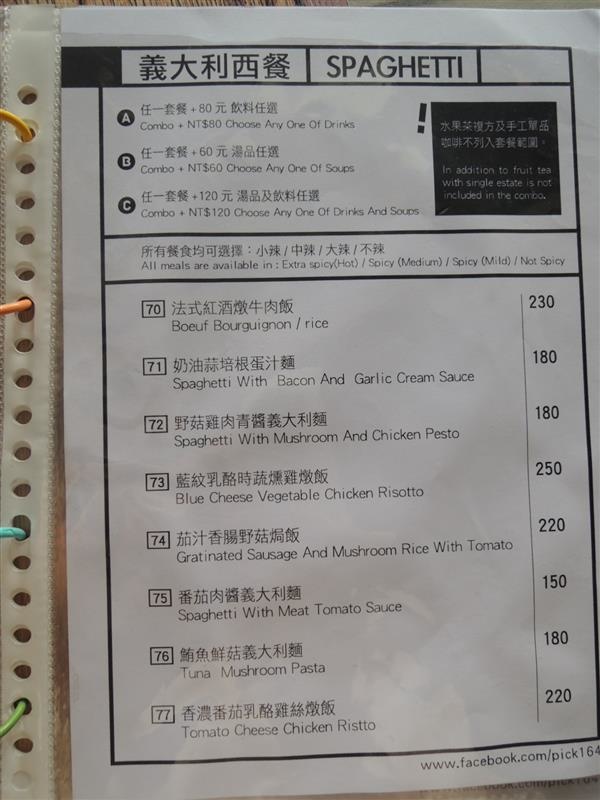 義大利西餐 SPAGHETTI
A 任一套餐 + 80 元 飲料任選
Combo + NT$80 Choose Any One Of Drinks
B 任一套餐 + 60 元 湯品任選
Combo + NT$60 Choose Any One Of Soups
C 任一套餐 +120 元 湯品及飲料任選
Combo + NT$120 Choose Any One Of Drinks And Soups
!
水果茶複方及手工單品
咖啡不列入套餐範圍。
In addition to fruit tea
with single estate is not
included in the combo.
所有餐食均可選擇：小辣 / 中辣 / 大辣 / 不辣
All meals are available in : Extra spicy(Hot) / Spicy (Medium) / Spicy (Mild) / Not Spicy
70 法式紅酒燉牛肉飯 230
Boeuf Bourguignon / rice
71 奶油蒜培根蛋汁麵 180
Spaghetti With Bacon And Garlic Cream Sauce
72 野菇雞肉青醬義大利麵 180
Spaghetti With Mushroom And Chicken Pesto
73 藍紋乳酪時蔬燻雞燉飯 250
Blue Cheese Vegetable Chicken Risotto
74 茄汁香腸野菇焗飯 220
Gratinated Sausage And Mushroom Rice With Tomato
75 番茄肉醬義大利麵 150
Spaghetti With Meat Tomato Sauce
76 鮪魚鮮菇義大利麵 180
Tuna Mushroom Pasta
77 香濃番茄乳酪雞絲燉飯 220
Tomato Cheese Chicken Ristto
www.facebook.com/pick164